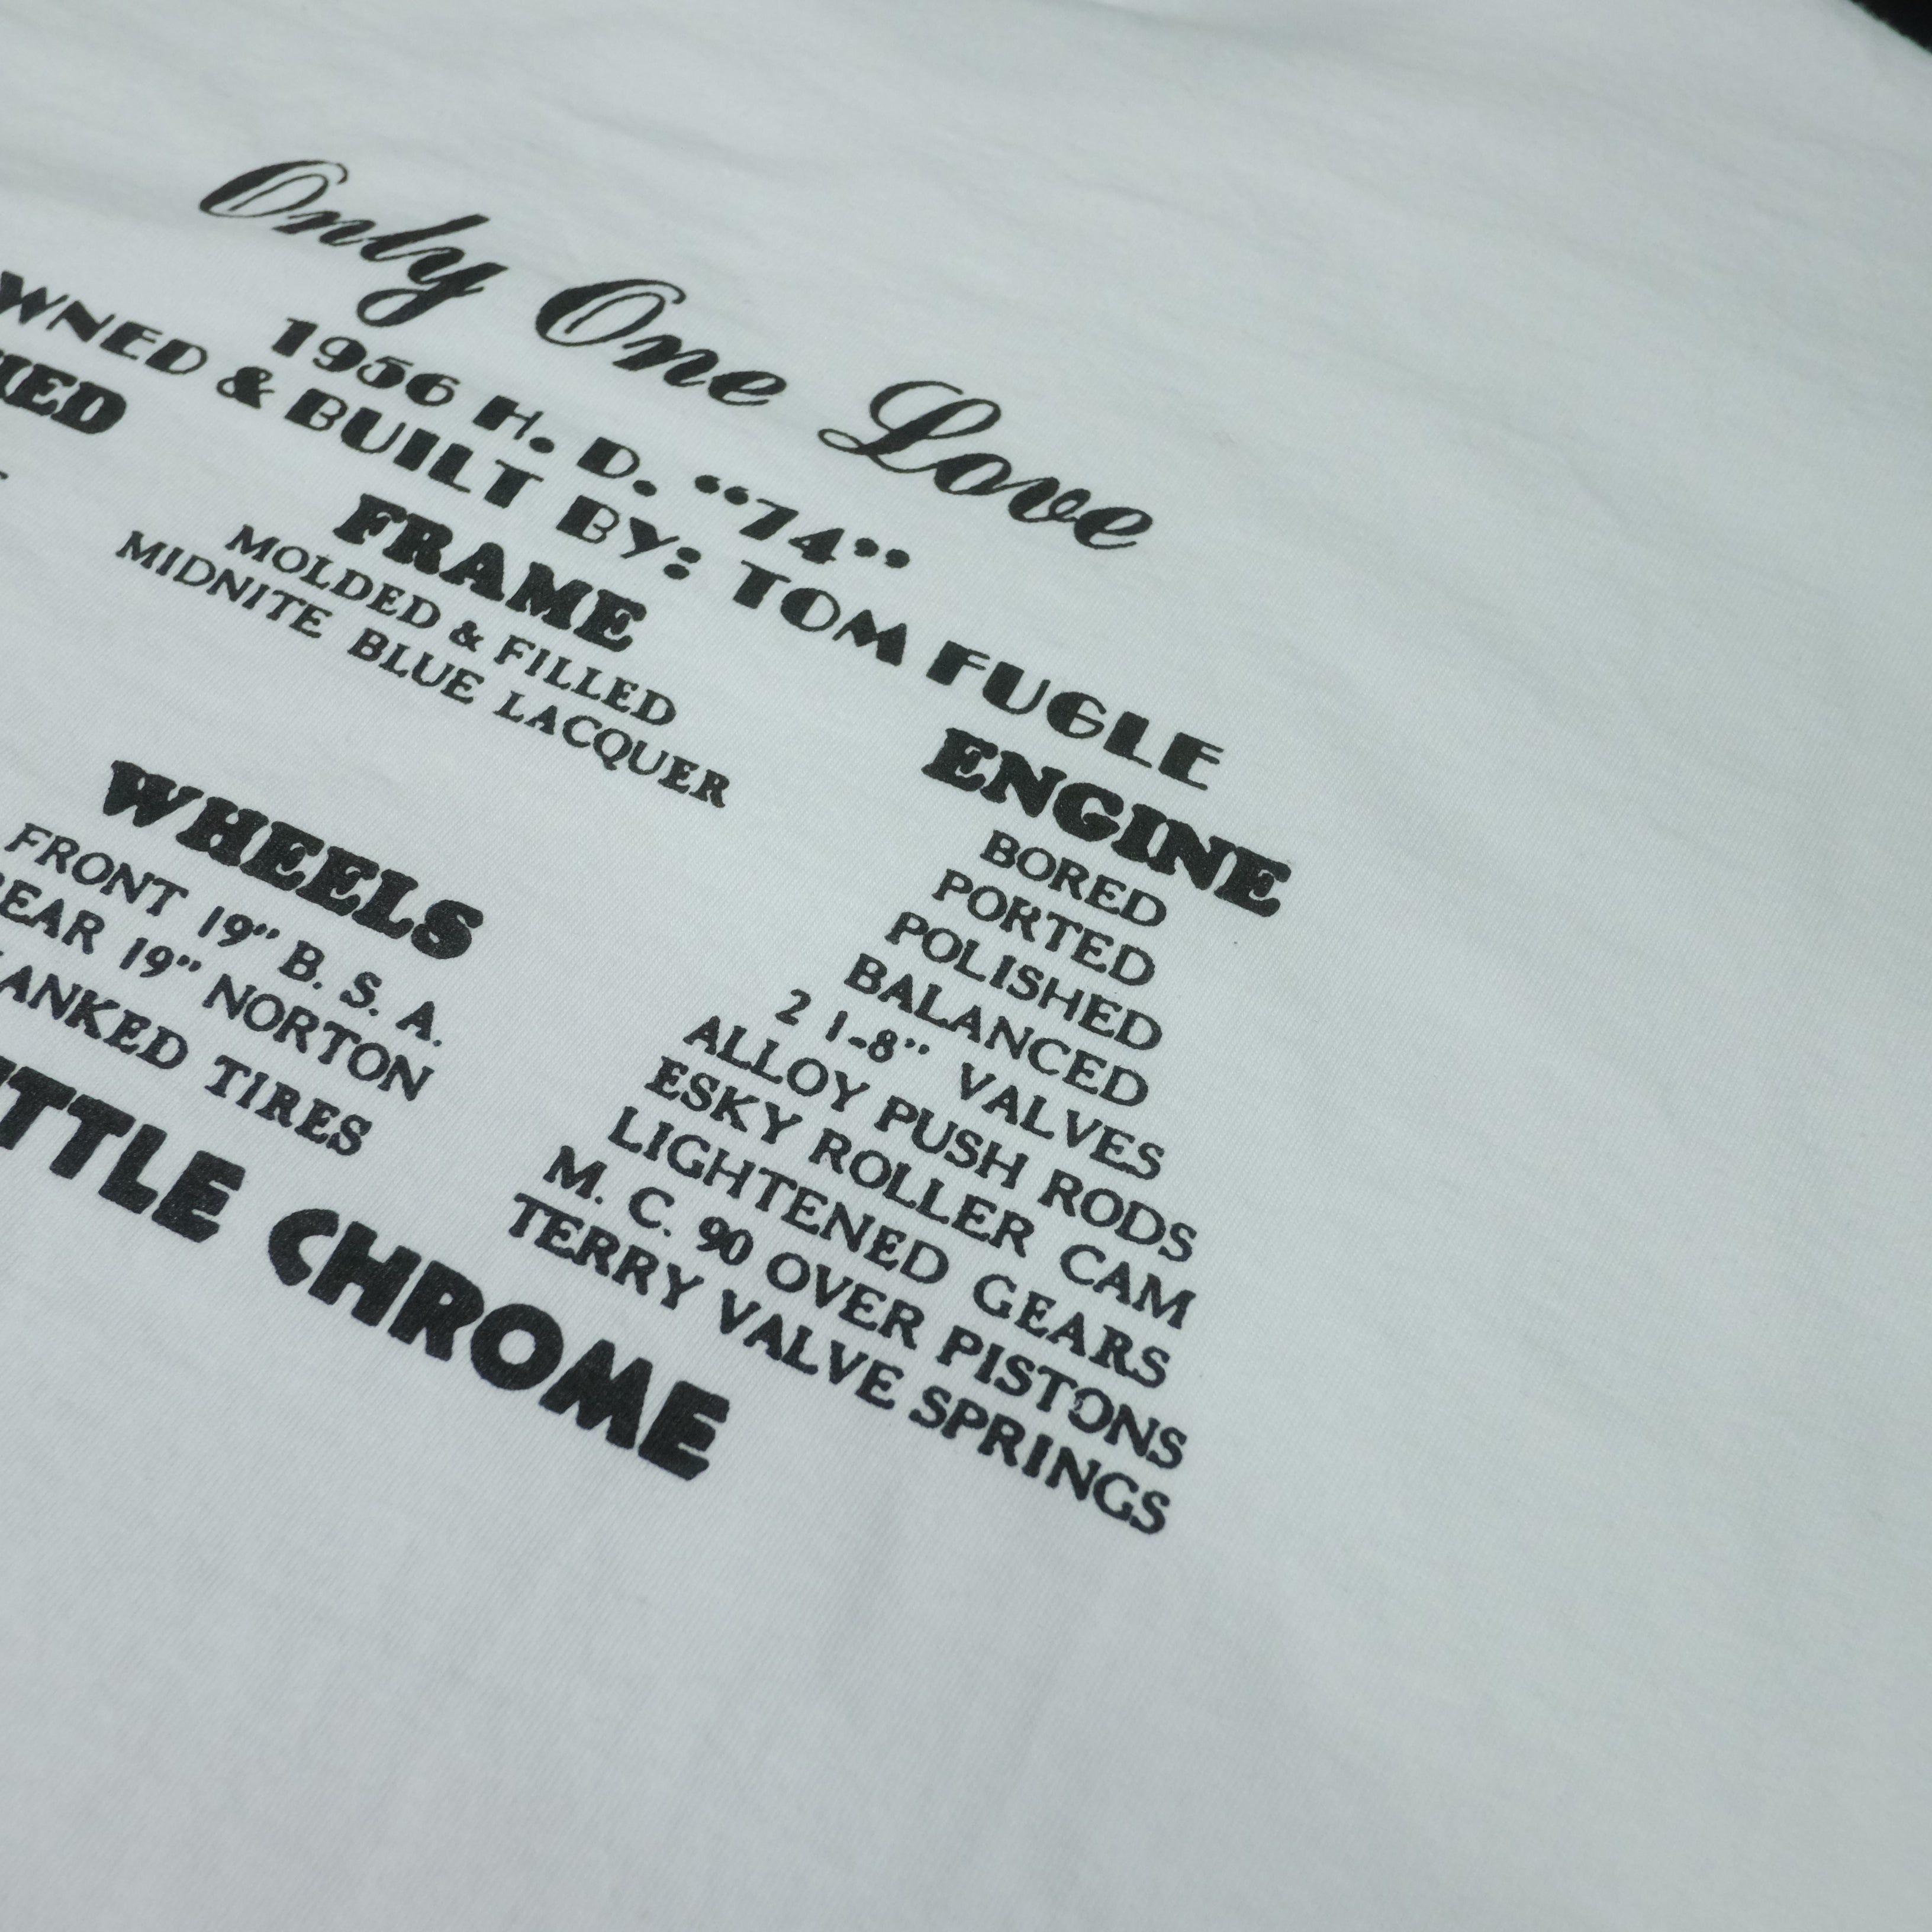 Only One Love
1956 H. D. “74”
WNED & BUILT BY: TOM FUGLE
FRAME
MOLDED & FILLED
MIDNITE BLUE LACQUER
WHEELS
FRONT 19” B. S. A.
REAR 19” NORTON
ANKED TIRES
TTLE CHROME
ENGINE
BORED
PORTED
POLISHED
BALANCED
2 1-8” VALVES
ALLOY PUSH RODS
ESKY ROLLER CAM
LIGHTENED GEARS
M. C. 90 OVER PISTONS
TERRY VALVE SPRINGS